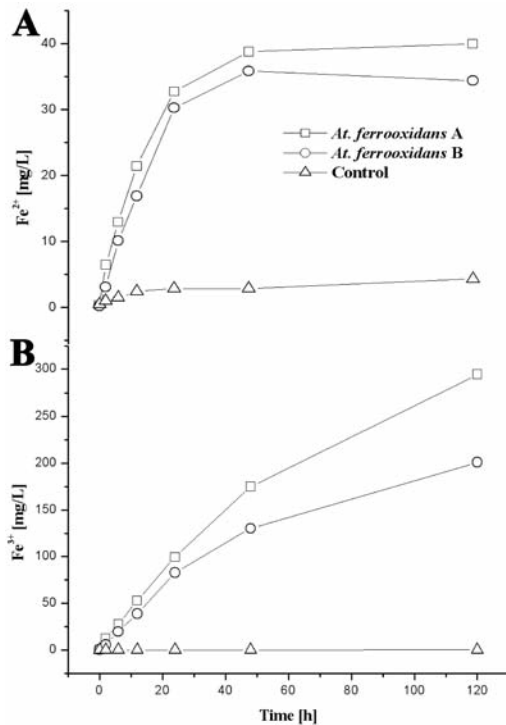 A
40
30
20
10
0
Fe²⁺ [mg/L]
At. ferrooxidans A
At. ferrooxidans B
Control
B
300
250
200
150
100
50
0
Fe³⁺ [mg/L]
0 20 40 60 80 100 120
Time [h]